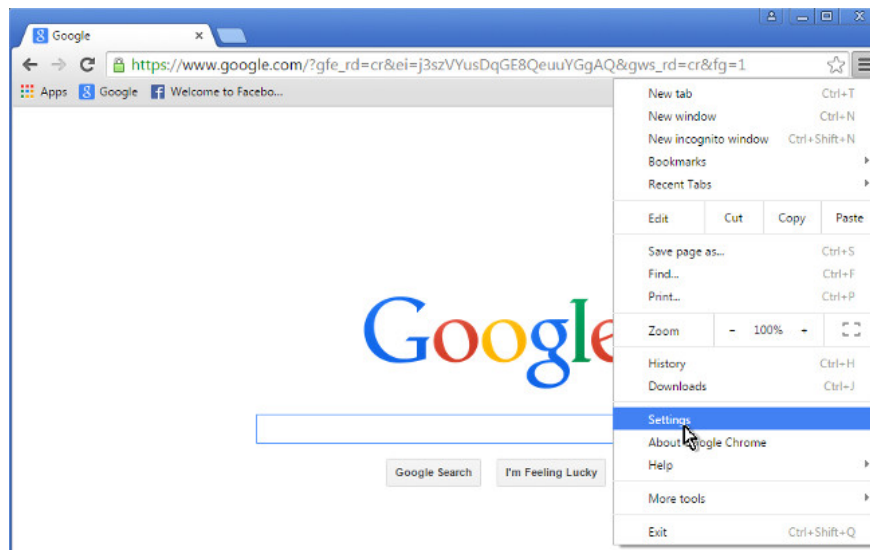 Google
https://www.google.com/?gfe_rd=cr&ei=j3szVYusDqGE8QeuuYGgAQ&gws_rd=cr&fg=1
Apps Google Welcome to Facebo...
New tab Ctrl+T
New window Ctrl+N
New incognito window Ctrl+Shift+N
Bookmarks
Recent Tabs
Edit Cut Copy Paste
Save page as... Ctrl+S
Find... Ctrl+F
Print... Ctrl+P
Zoom - 100% +
History Ctrl+H
Downloads Ctrl+J
Settings
About Google Chrome
Help
More tools
Exit Ctrl+Shift+Q
Google
Google Search I'm Feeling Lucky